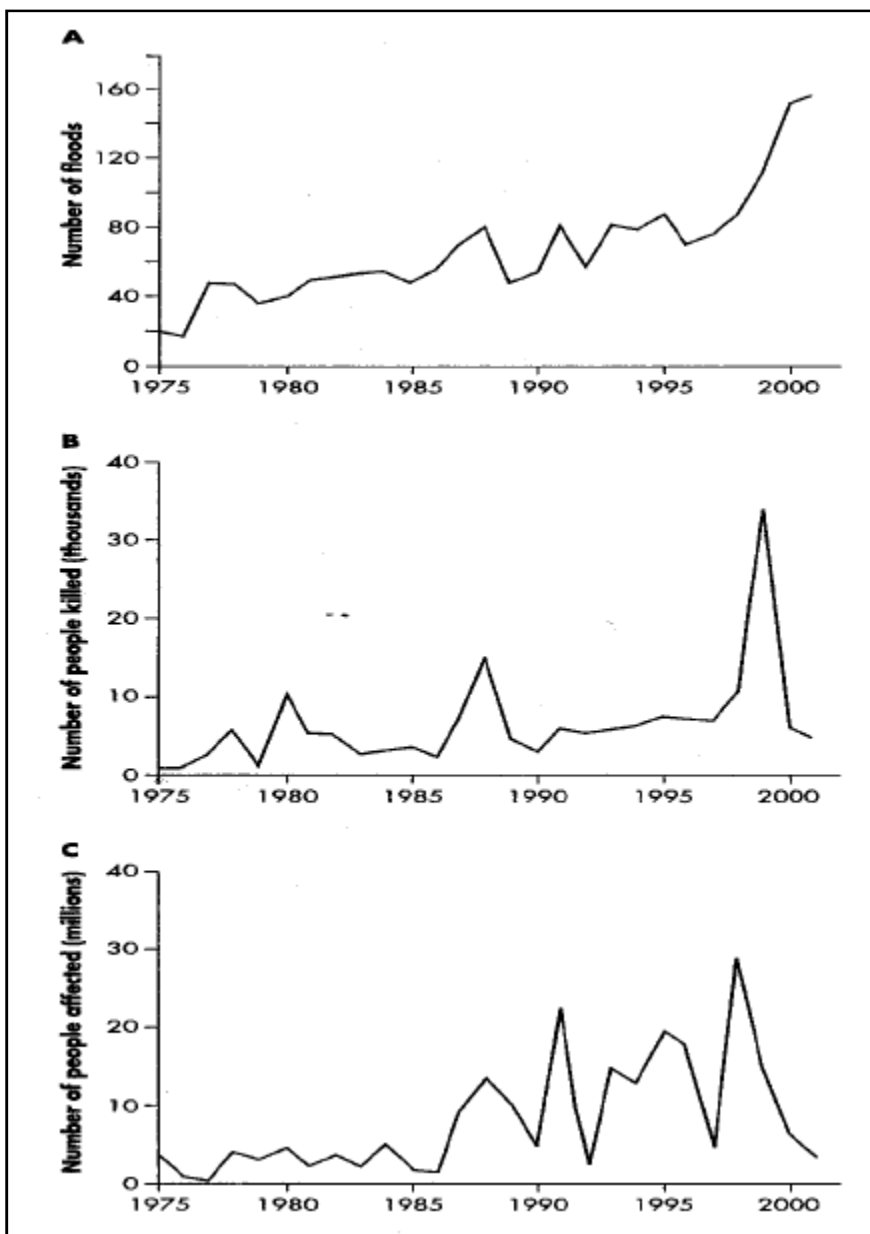 A
Number of floods
160
120
80
40
0
1975 1980 1985 1990 1995 2000
B
Number of people killed (thousands)
40
30
20
10
0
1975 1980 1985 1990 1995 2000
C
Number of people affected (millions)
40
30
20
10
0
1975 1980 1985 1990 1995 2000